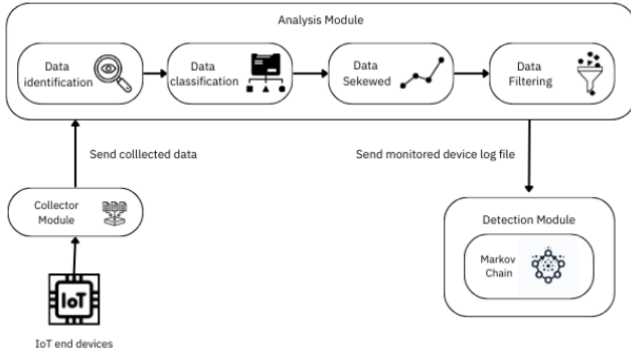 Analysis Module
Data
identification
Data
classification
Data
Sekewed
Data
Filtering
Send colllected data
Send monitored device log file
Collector
Module
Detection Module
Markov
Chain
IoT
IoT end devices